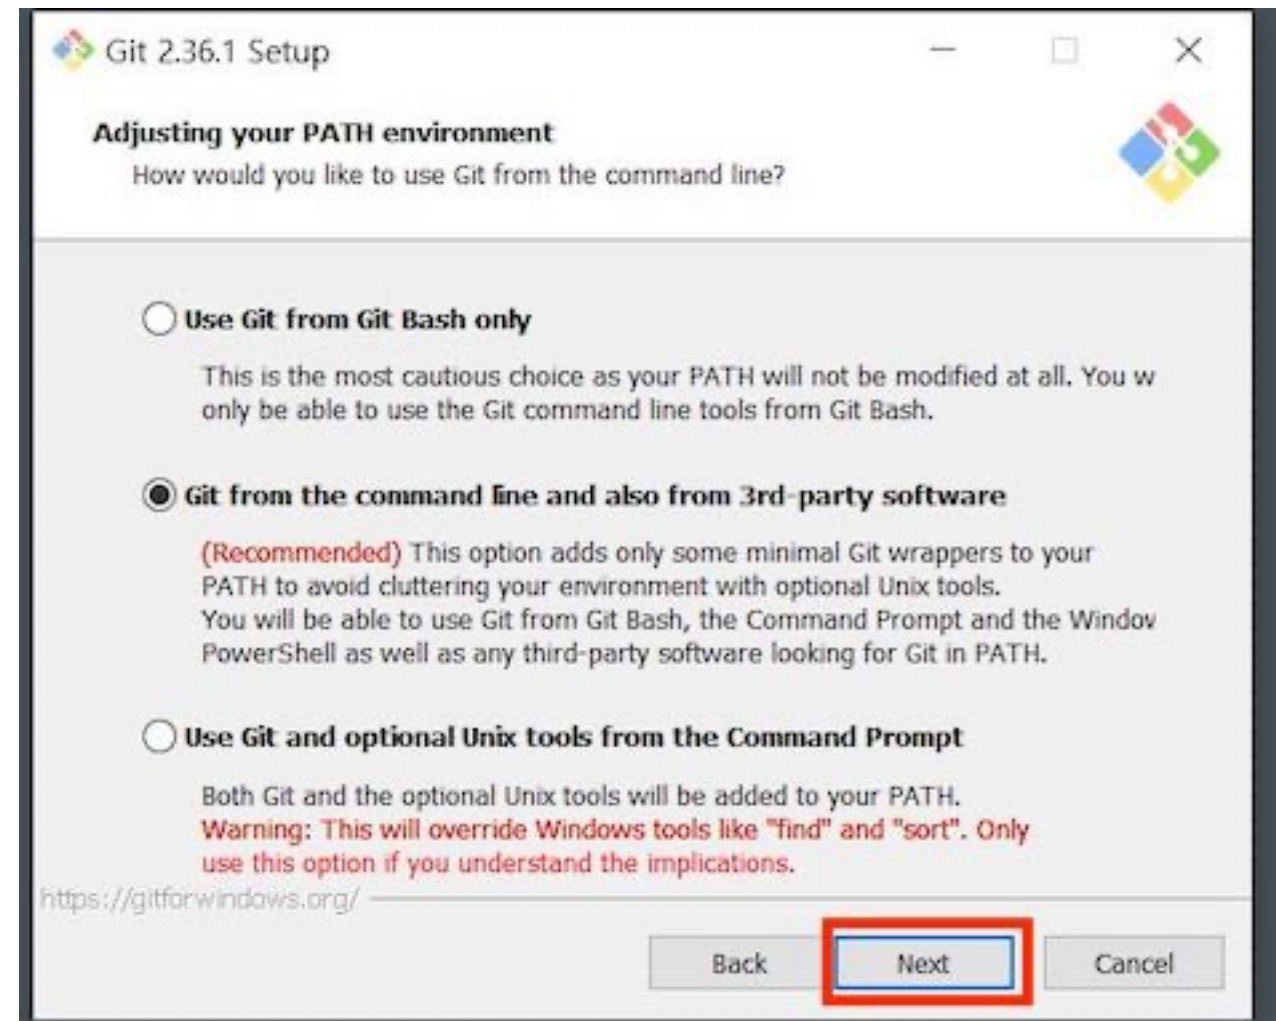 Git 2.36.1 Setup
Adjusting your PATH environment
How would you like to use Git from the command line?
Use Git from Git Bash only
This is the most cautious choice as your PATH will not be modified at all. You w
only be able to use the Git command line tools from Git Bash.
Git from the command line and also from 3rd-party software
(Recommended) This option adds only some minimal Git wrappers to your
PATH to avoid cluttering your environment with optional Unix tools.
You will be able to use Git from Git Bash, the Command Prompt and the Window
PowerShell as well as any third-party software looking for Git in PATH.
Use Git and optional Unix tools from the Command Prompt
Both Git and the optional Unix tools will be added to your PATH.
Warning: This will override Windows tools like "find" and "sort". Only
use this option if you understand the implications.
https://gitforwindows.org/
Back Next Cancel